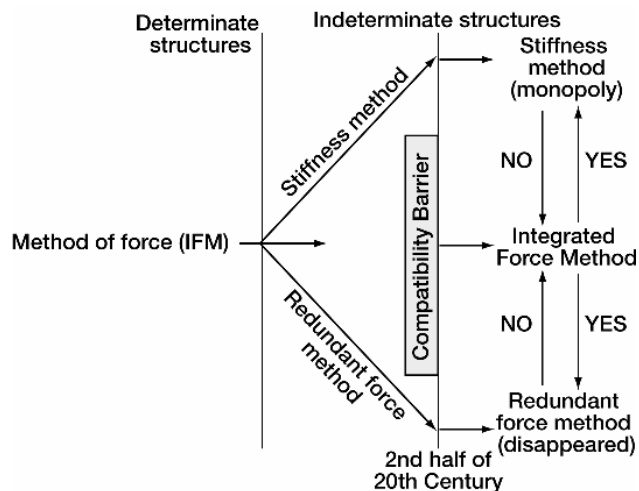 Determinate
structures
Indeterminate structures
Stiffness
method
(monopoly)
Stiffness method
NO
YES
Compatibility Barrier
Method of force (IFM)
Integrated
Force Method
Redundant force
method
NO
YES
Redundant
force method
(disappeared)
2nd half of
20th Century